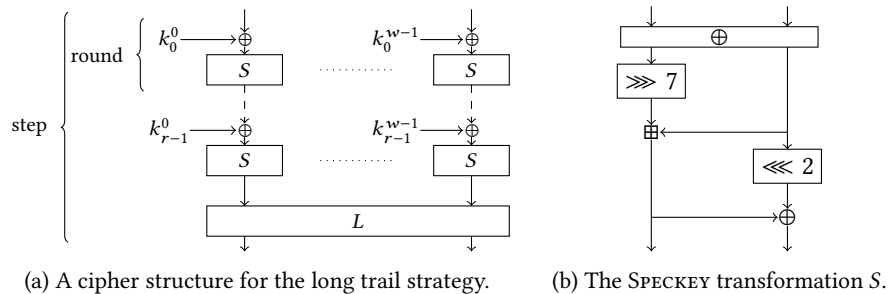 k_0^0 ⊕ k_0^{w−1} ⊕
round
S ............ S
step
k_{r−1}^0 ⊕ k_{r−1}^{w−1} ⊕
S ............ S
L
(a) A cipher structure for the long trail strategy.
⊕
⋙ 7
⊞
⋘ 2
⊕
(b) The SPECKEY transformation S.